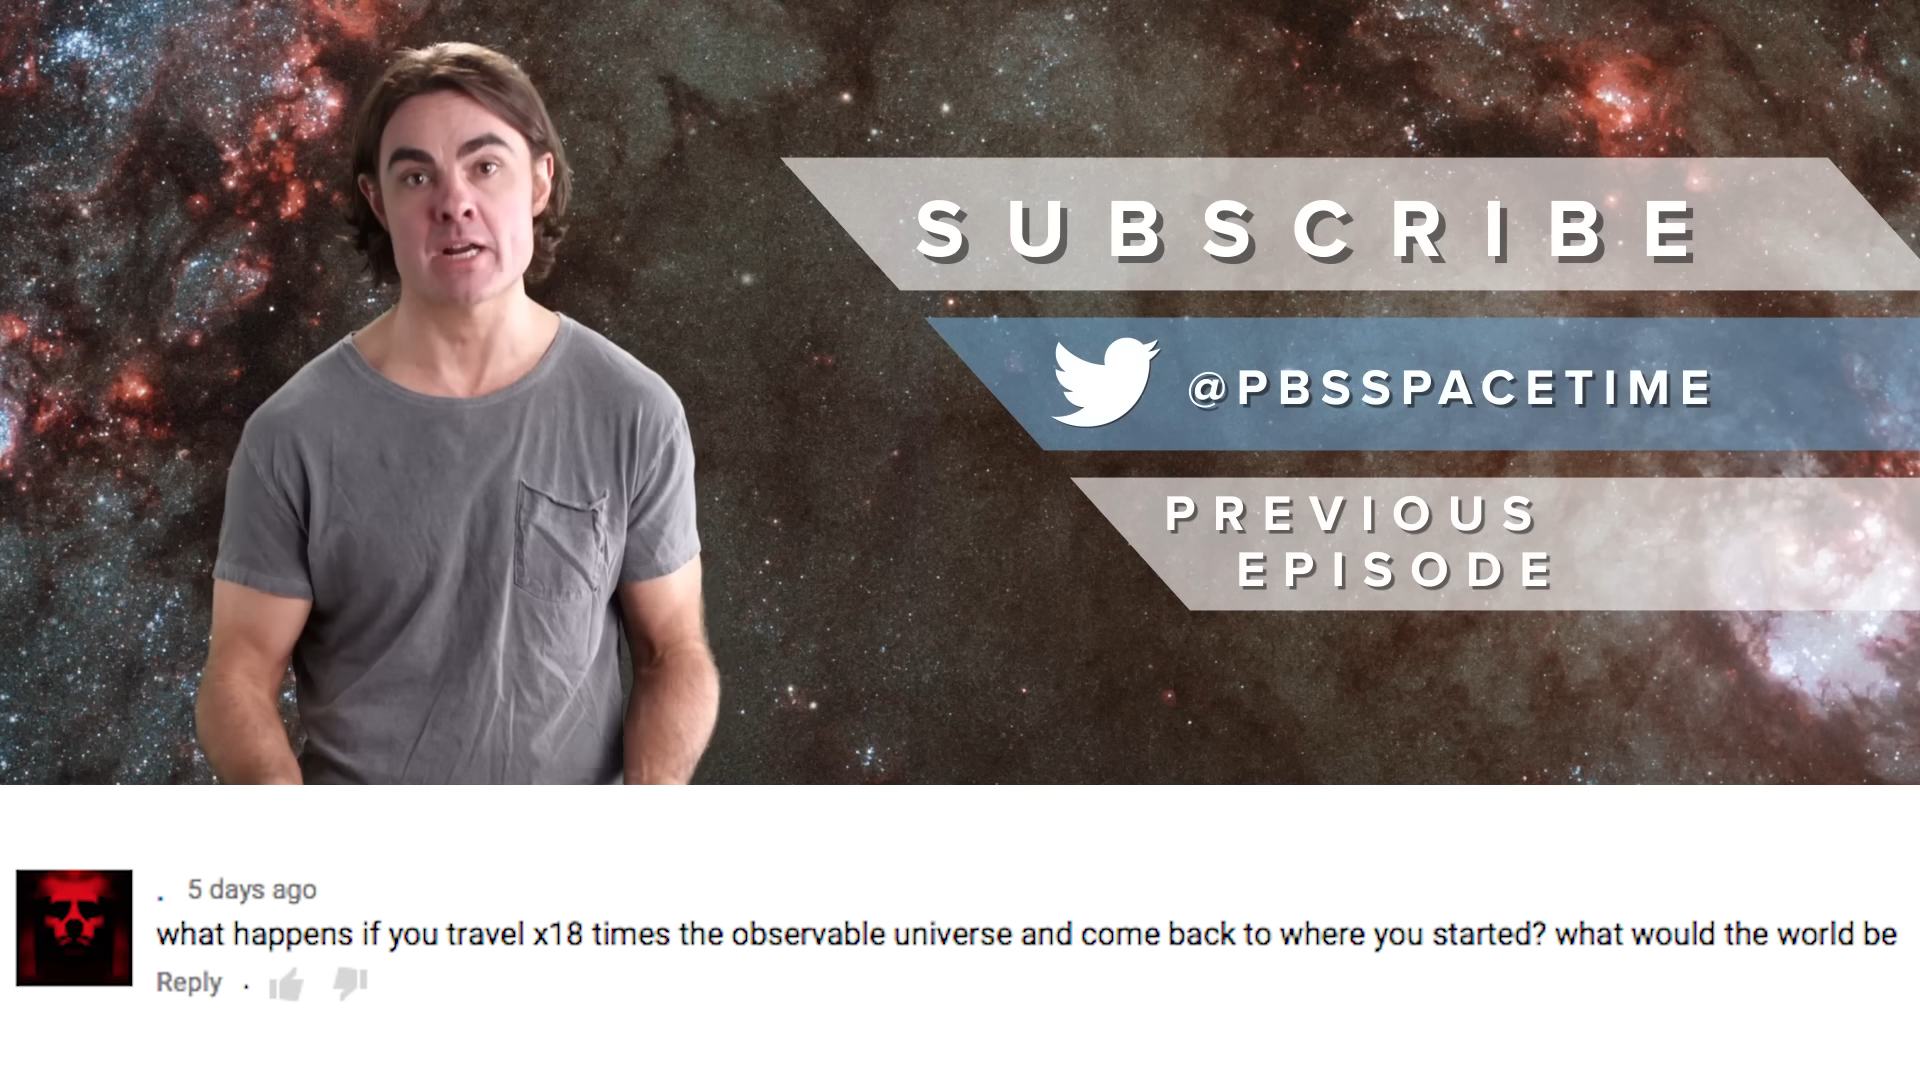 SUBSCRIBE
@PBSSPACETIME
PREVIOUS
EPISODE
. 5 days ago
what happens if you travel x18 times the observable universe and come back to where you started? what would the world be
Reply .